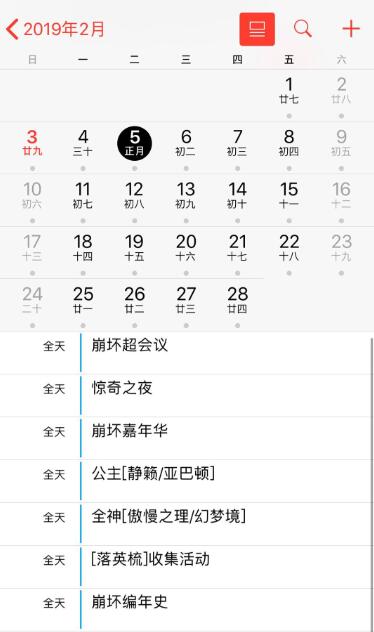 2019年2月
日 一 二 三 四 五 六
1 2
廿七 廿八
3 4 5 6 7 8 9
廿九 三十 正月 初二 初三 初四 初五
10 11 12 13 14 15 16
初六 初七 初八 初九 初十 十一 十二
17 18 19 20 21 22 23
十三 十四 十五 十六 十七 十八 十九
24 25 26 27 28
二十 廿一 廿二 廿三 廿四
全天 崩坏超会议
全天 惊奇之夜
全天 崩坏嘉年华
全天 公主[静籁/亚巴顿]
全天 全神[傲慢之理/幻梦境]
全天 [落英梳]收集活动
全天 崩坏编年史